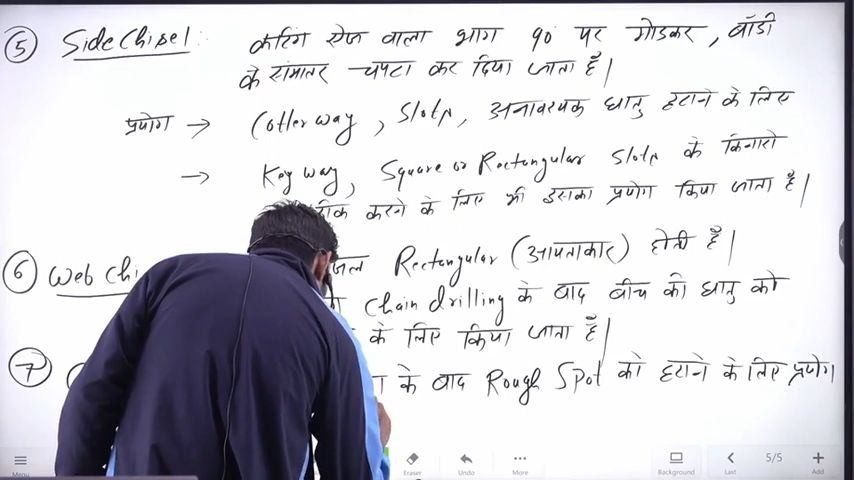 ⑤ Side Chisel : कटिंग ऐज वाला भाग 90° पर मोडकर, बॉडी
के समांतर चपटा कर दिया जाता है|
प्रयोग → Cotter way, Slots, अनावश्यक धातु हटाने के लिए
→ Key way, Square or Rectangular Slots के किनारो
ठीक करने के लिए भी इसका प्रयोग किया जाता है|
⑥ Web Chi Rectangular (आयताकार) होती है|
Chain drilling के बाद बीच की धातु को
के लिए किया जाता है|
⑦ के बाद Rough Spot को हटाने के लिए प्रयोग
Menu Eraser Undo More Background Last 5/5 Add